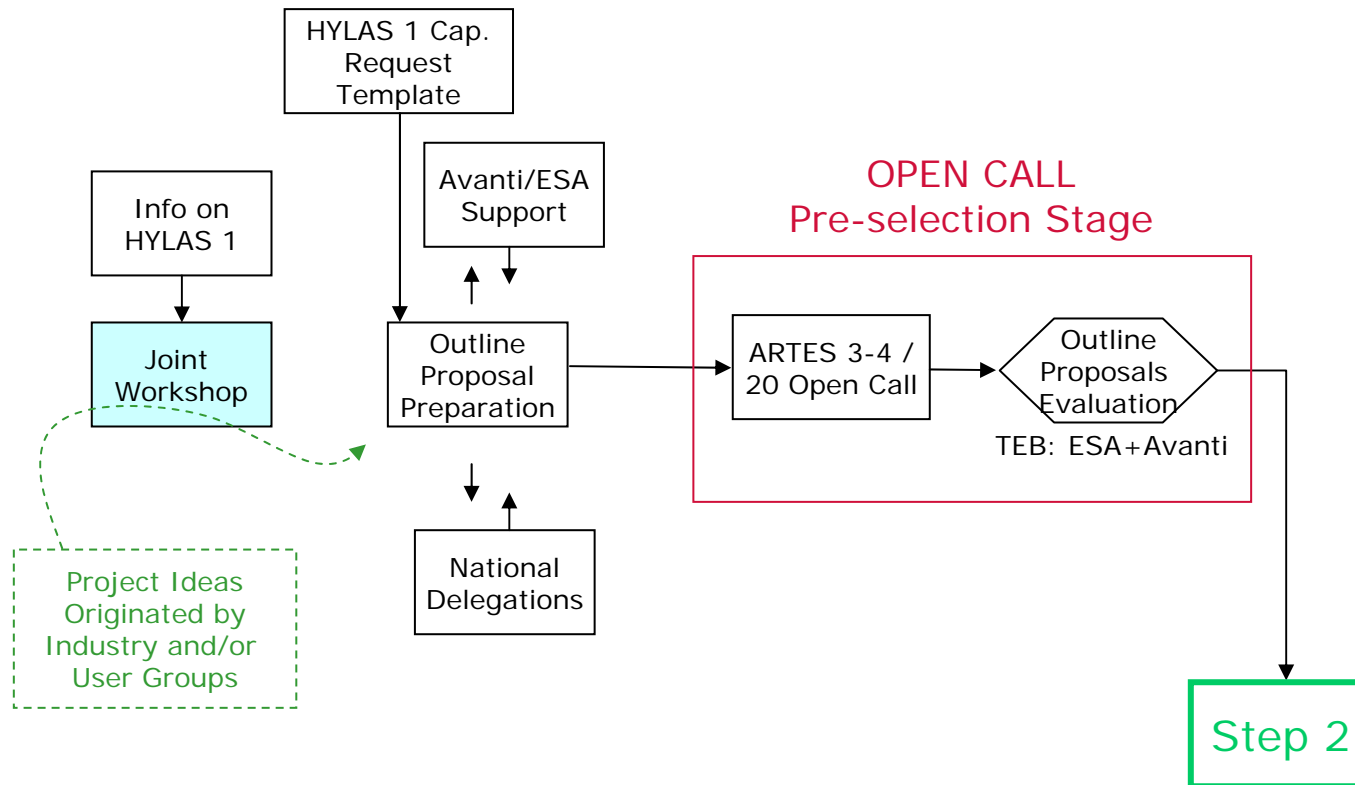 HYLAS 1 Cap.
Request
Template
Avanti/ESA
Support
Info on
HYLAS 1
OPEN CALL
Pre-selection Stage
Joint
Workshop
Outline
Proposal
Preparation
ARTES 3-4 /
20 Open Call
Outline
Proposals
Evaluation
TEB: ESA+Avanti
National
Delegations
Project Ideas
Originated by
Industry and/or
User Groups
Step 2